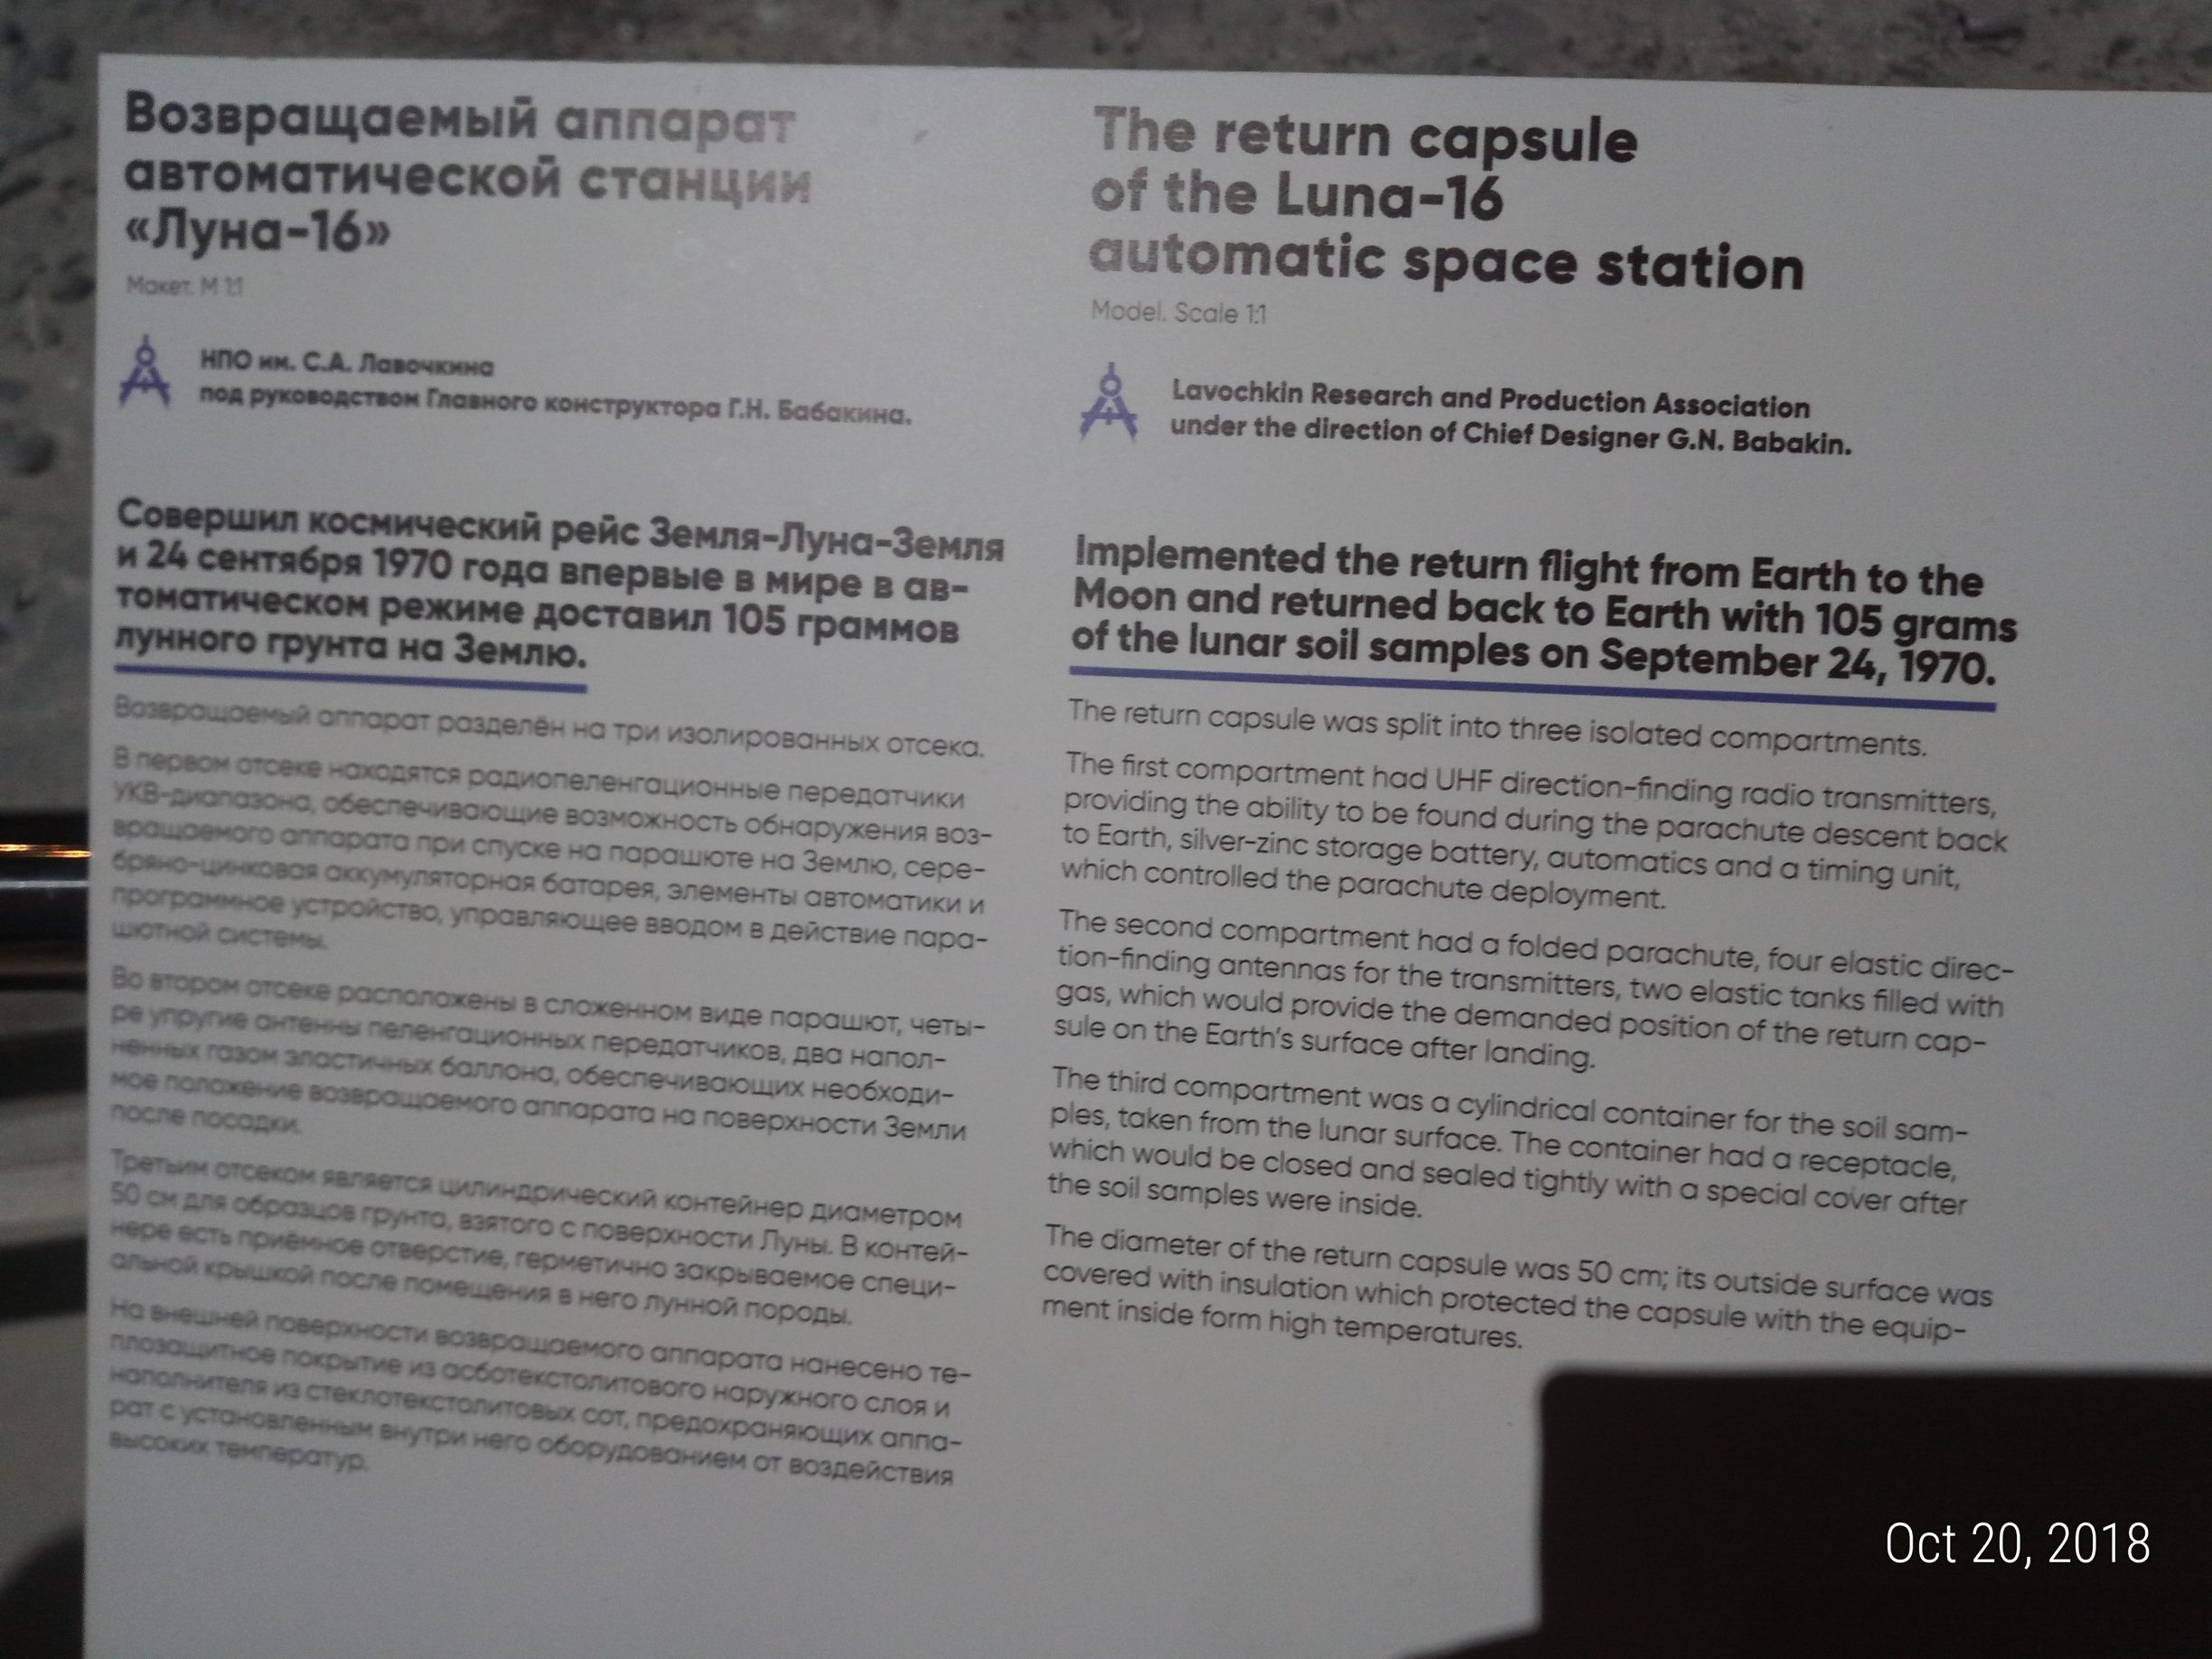 Возвращаемый аппарат
автоматической станции
«Луна-16»
Макет. М 1:1
НПО им. С.А. Лавочкина
под руководством Главного конструктора Г.Н. Бабакина.
Совершил космический рейс Земля-Луна-Земля
и 24 сентября 1970 года впервые в мире в ав-
томатическом режиме доставил 105 граммов
лунного грунта на Землю.
Возвращаемый аппарат разделён на три изолированных отсека.
В первом отсеке находятся радиопеленгационные передатчики
УКВ-диапазона, обеспечивающие возможность обнаружения воз-
вращаемого аппарата при спуске на парашюте на Землю, сере-
бряно-цинковая аккумуляторная батарея, элементы автоматики и
программное устройство, управляющее вводом в действие пара-
шютной системы.
Во втором отсеке расположены в сложенном виде парашют, четы-
ре упругие антенны пеленгационных передатчиков, два напол-
ненных газом эластичных баллона, обеспечивающих необходи-
мое положение возвращаемого аппарата на поверхности Земли
после посадки.
Третьим отсеком является цилиндрический контейнер диаметром
50 см для образцов грунта, взятого с поверхности Луны. В контей-
нере есть приёмное отверстие, герметично закрываемое специ-
альной крышкой после помещения в него лунной породы.
На внешней поверхности возвращаемого аппарата нанесено те-
плозащитное покрытие из асботекстолитового наружного слоя и
наполнителя из стеклотекстолитовых сот, предохраняющих аппа-
рат с установленным внутри него оборудованием от воздействия
высоких температур.
The return capsule
of the Luna-16
automatic space station
Model. Scale 1:1
Lavochkin Research and Production Association
under the direction of Chief Designer G.N. Babakin.
Implemented the return flight from Earth to the
Moon and returned back to Earth with 105 grams
of the lunar soil samples on September 24, 1970.
The return capsule was split into three isolated compartments.
The first compartment had UHF direction-finding radio transmitters,
providing the ability to be found during the parachute descent back
to Earth, silver-zinc storage battery, automatics and a timing unit,
which controlled the parachute deployment.
The second compartment had a folded parachute, four elastic direc-
tion-finding antennas for the transmitters, two elastic tanks filled with
gas, which would provide the demanded position of the return cap-
sule on the Earth's surface after landing.
The third compartment was a cylindrical container for the soil sam-
ples, taken from the lunar surface. The container had a receptacle,
which would be closed and sealed tightly with a special cover after
the soil samples were inside.
The diameter of the return capsule was 50 cm; its outside surface was
covered with insulation which protected the capsule with the equip-
ment inside form high temperatures.
Oct 20, 2018